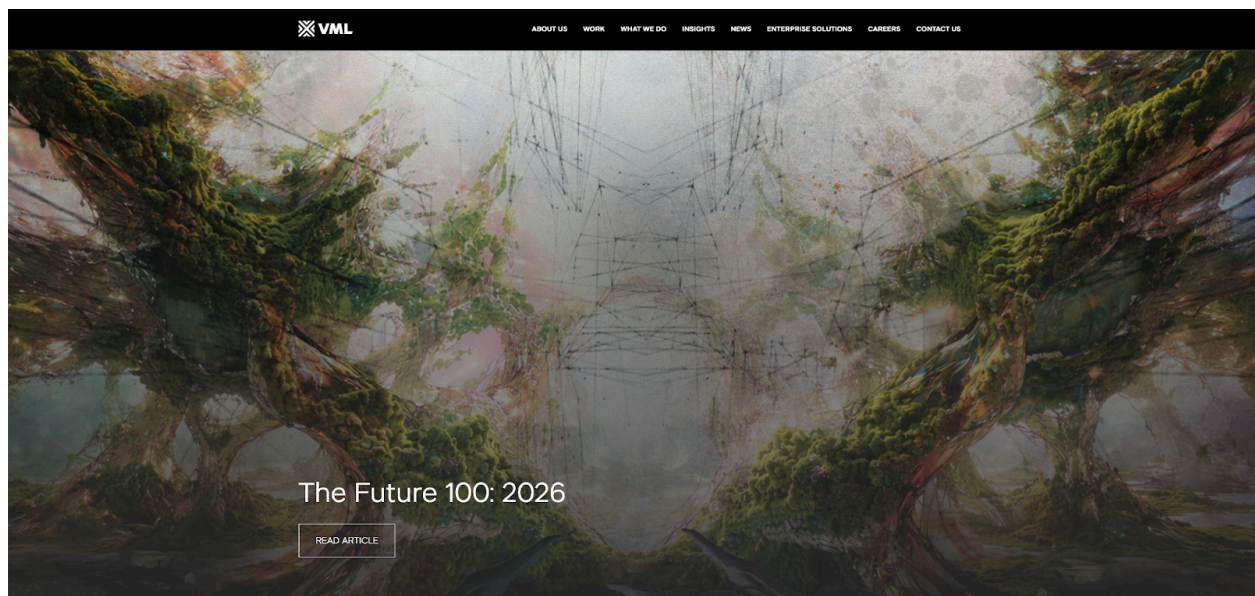 VML
ABOUT US WORK WHAT WE DO INSIGHTS NEWS ENTERPRISE SOLUTIONS CAREERS CONTACT US
The Future 100: 2026
READ ARTICLE